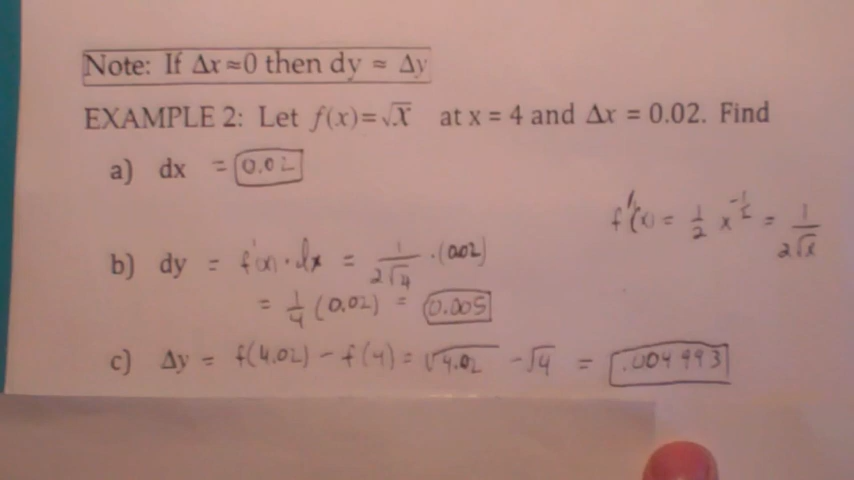 Note: If Δx ≈ 0 then dy ≈ Δy
EXAMPLE 2: Let f(x) = √x at x = 4 and Δx = 0.02. Find
a) dx = 0.02
f'(x) = 1/2 x^(-1/2) = 1/(2√x)
b) dy = f'(x) · dx = 1/(2√4) · (0.02)
= 1/4 (0.02) = 0.005
c) Δy = f(4.02) - f(4) = √4.02 - √4 = .004993